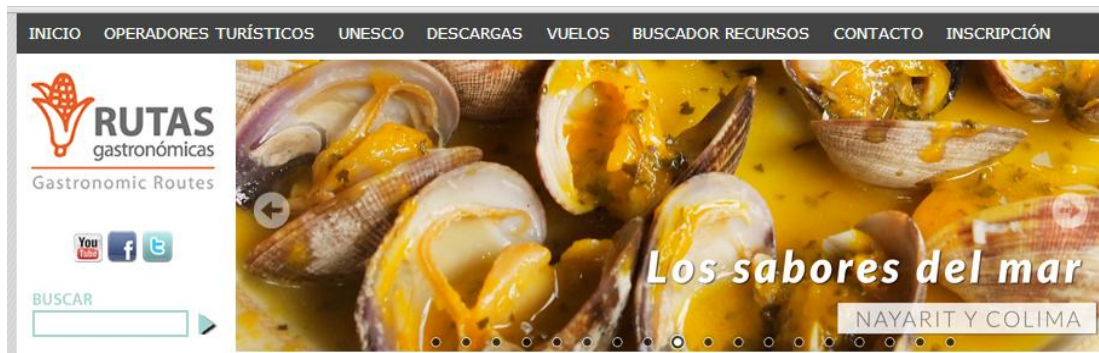 INICIO OPERADORES TURÍSTICOS UNESCO DESCARGAS VUELOS BUSCADOR RECURSOS CONTACTO INSCRIPCIÓN
RUTAS
gastronómicas
Gastronomic Routes
You
Tube
f
t
BUSCAR
Los sabores del mar
NAYARIT Y COLIMA